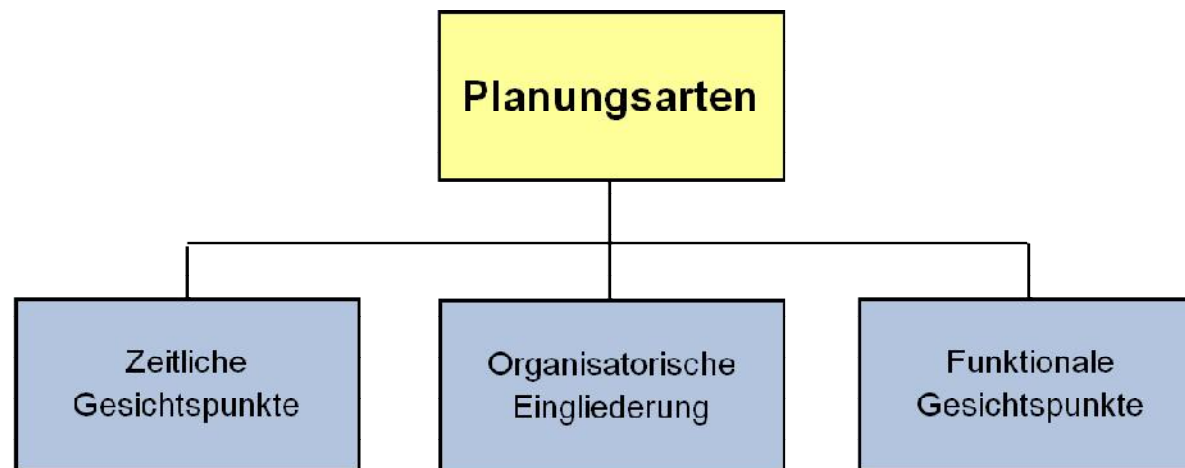 Planungsarten
Zeitliche
Gesichtspunkte
Organisatorische
Eingliederung
Funktionale
Gesichtspunkte